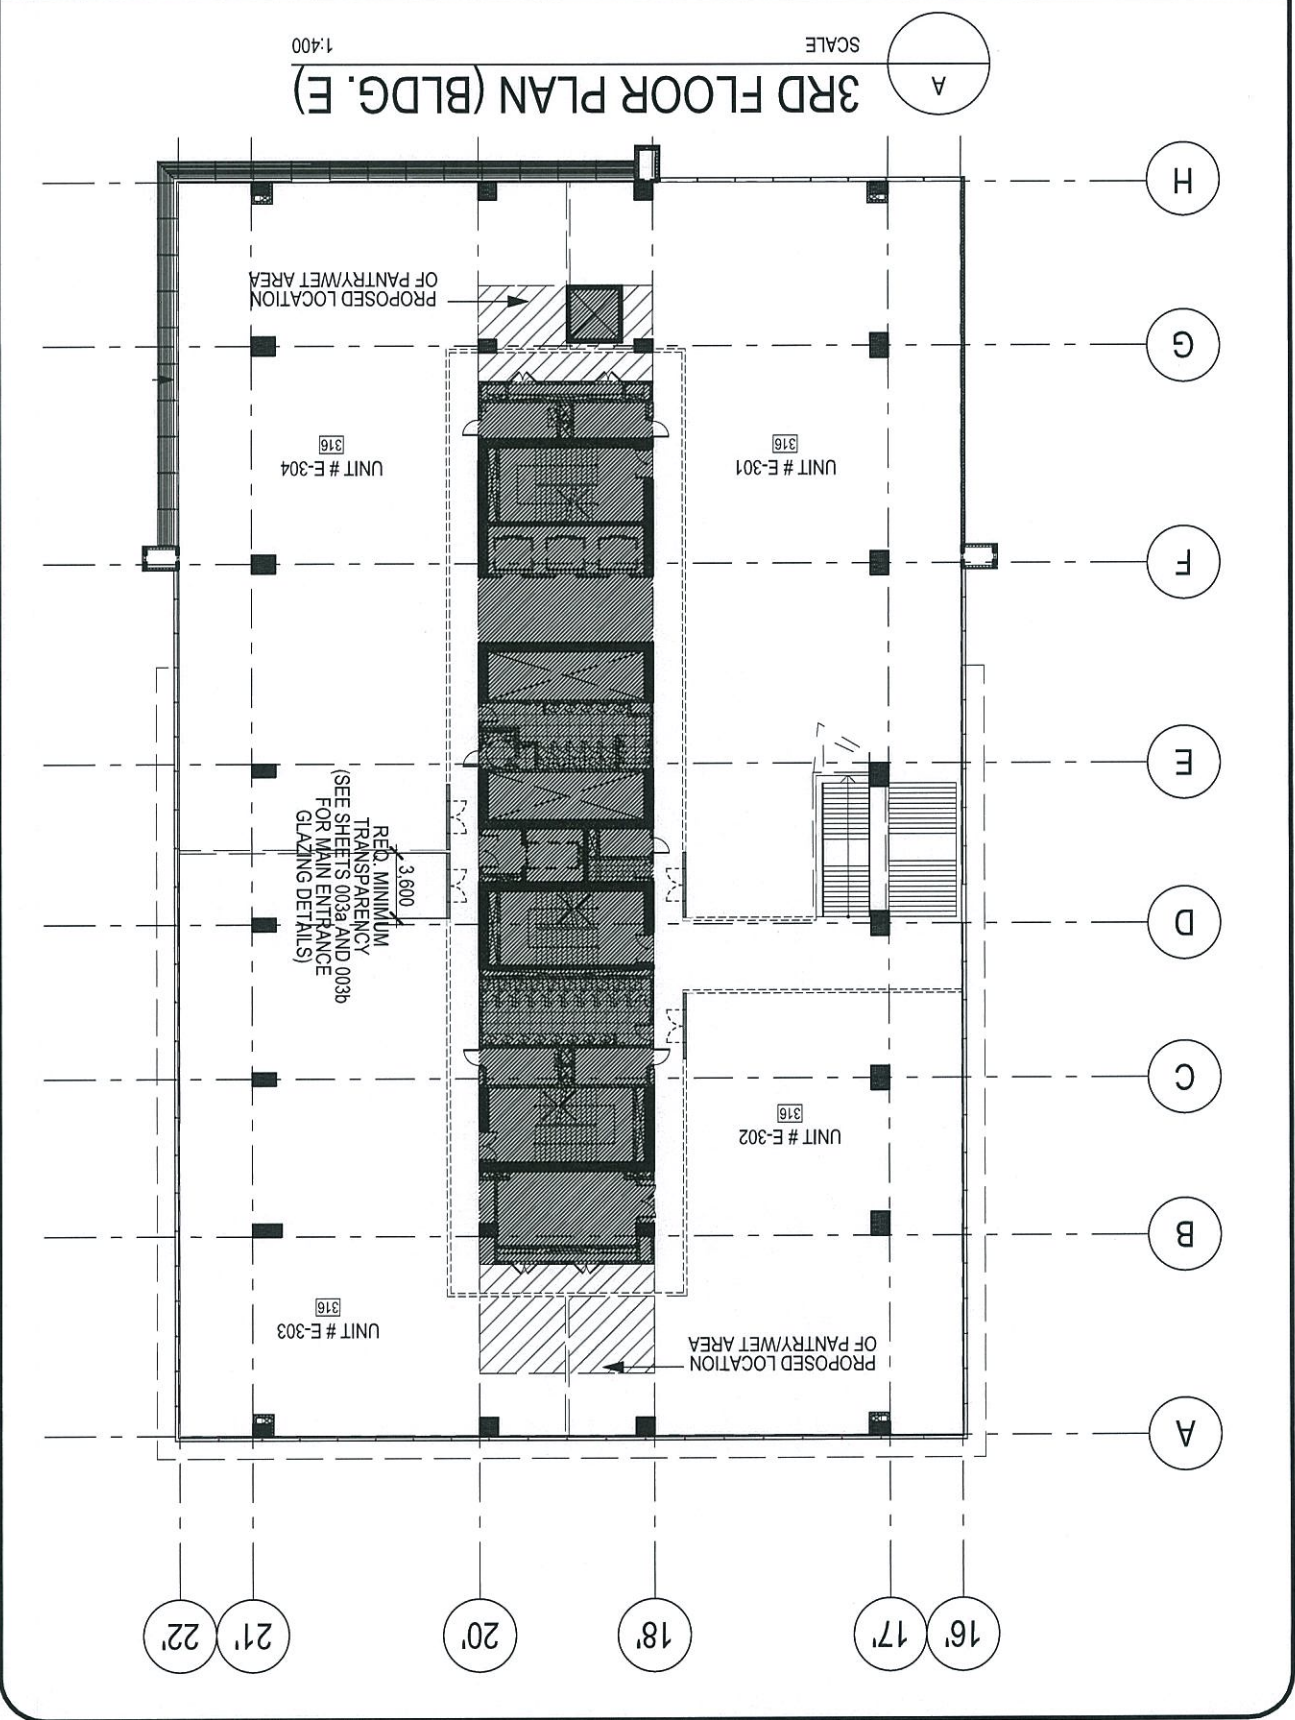 16'
17'
18'
20'
21'
22'
A
B
C
D
E
F
G
H
PROPOSED LOCATION
OF PANTRY/WET AREA
UNIT # E-303
316
UNIT # E-302
316
3,600
REQ. MINIMUM
TRANSPARENCY
(SEE SHEETS 003a AND 003b
FOR MAIN ENTRANCE
GLAZING DETAILS)
UNIT # E-301
316
UNIT # E-304
316
PROPOSED LOCATION
OF PANTRY/WET AREA
A
3RD FLOOR PLAN (BLDG. E)
SCALE
1:400